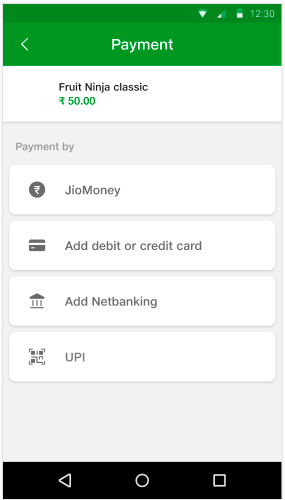 12:30
Payment
Fruit Ninja classic
₹ 50.00
Payment by
JioMoney
Add debit or credit card
Add Netbanking
UPI